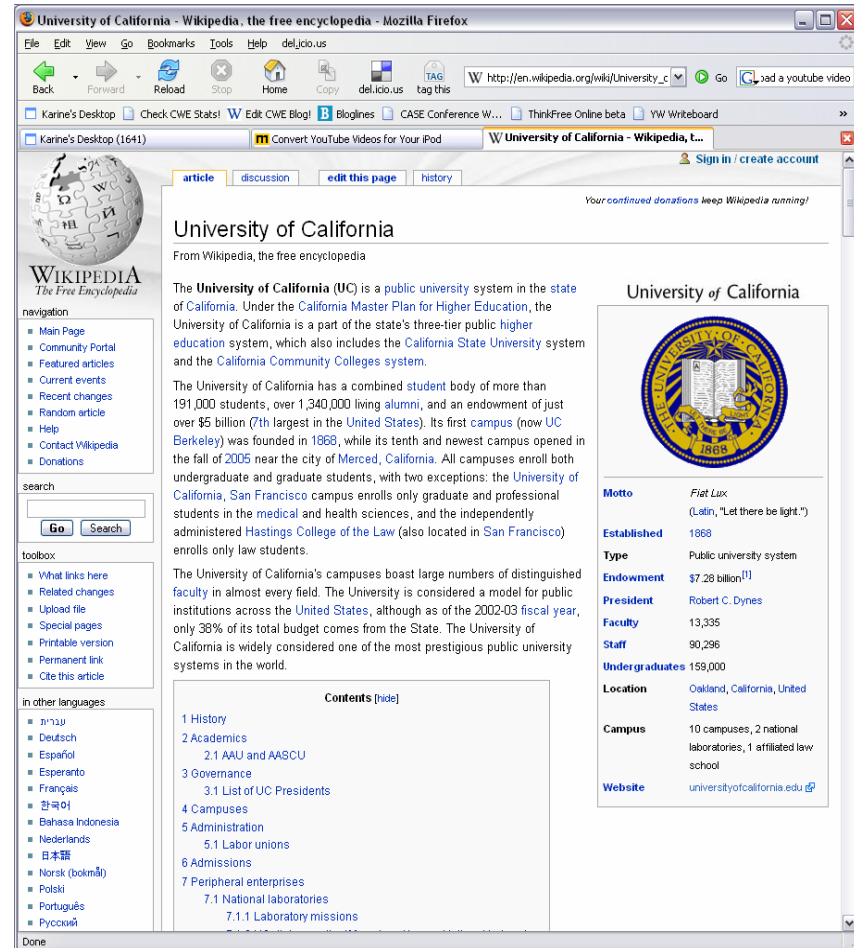 University of California - Wikipedia, the free encyclopedia - Mozilla Firefox
File Edit View Go Bookmarks Tools Help del.icio.us
Back Forward Reload Stop Home Copy del.icio.us tag this
TAG
W http://en.wikipedia.org/wiki/University_c Go G oad a youtube video
Karine's Desktop Check CWE Stats! W Edit CWE Blog! B Bloglines CASE Conference W... ThinkFree Online beta YW Writeboard »
Karine's Desktop (1641) m Convert YouTube Videos for Your iPod W University of California - Wikipedia, t...
Sign in / create account
article discussion edit this page history
Your continued donations keep Wikipedia running!
WIKIPEDIA
The Free Encyclopedia
navigation
Main Page
Community Portal
Featured articles
Current events
Recent changes
Random article
Help
Contact Wikipedia
Donations
search
Go Search
toolbox
What links here
Related changes
Upload file
Special pages
Printable version
Permanent link
Cite this article
in other languages
עברית
Deutsch
Español
Esperanto
Français
한국어
Bahasa Indonesia
Nederlands
日本語
Norsk (bokmål)
Polski
Português
Русский
University of California
From Wikipedia, the free encyclopedia
The University of California (UC) is a public university system in the state
of California. Under the California Master Plan for Higher Education, the
University of California is a part of the state's three-tier public higher
education system, which also includes the California State University system
and the California Community Colleges system.
The University of California has a combined student body of more than
191,000 students, over 1,340,000 living alumni, and an endowment of just
over $5 billion (7th largest in the United States). Its first campus (now UC
Berkeley) was founded in 1868, while its tenth and newest campus opened in
the fall of 2005 near the city of Merced, California. All campuses enroll both
undergraduate and graduate students, with two exceptions: the University of
California, San Francisco campus enrolls only graduate and professional
students in the medical and health sciences, and the independently
administered Hastings College of the Law (also located in San Francisco)
enrolls only law students.
The University of California's campuses boast large numbers of distinguished
faculty in almost every field. The University is considered a model for public
institutions across the United States, although as of the 2002-03 fiscal year,
only 38% of its total budget comes from the State. The University of
California is widely considered one of the most prestigious public university
systems in the world.
Contents [hide]
1 History
2 Academics
2.1 AAU and AASCU
3 Governance
3.1 List of UC Presidents
4 Campuses
5 Administration
5.1 Labor unions
6 Admissions
7 Peripheral enterprises
7.1 National laboratories
7.1.1 Laboratory missions
University of California
THE UNIVERSITY OF CALIFORNIA
LET THERE BE LIGHT
Motto Fiat Lux
(Latin, "Let there be light.")
Established 1868
Type Public university system
Endowment $7.28 billion[1]
President Robert C. Dynes
Faculty 13,335
Staff 90,296
Undergraduates 159,000
Location Oakland, California, United
States
Campus 10 campuses, 2 national
laboratories, 1 affiliated law
school
Website universityofcalifornia.edu
Done